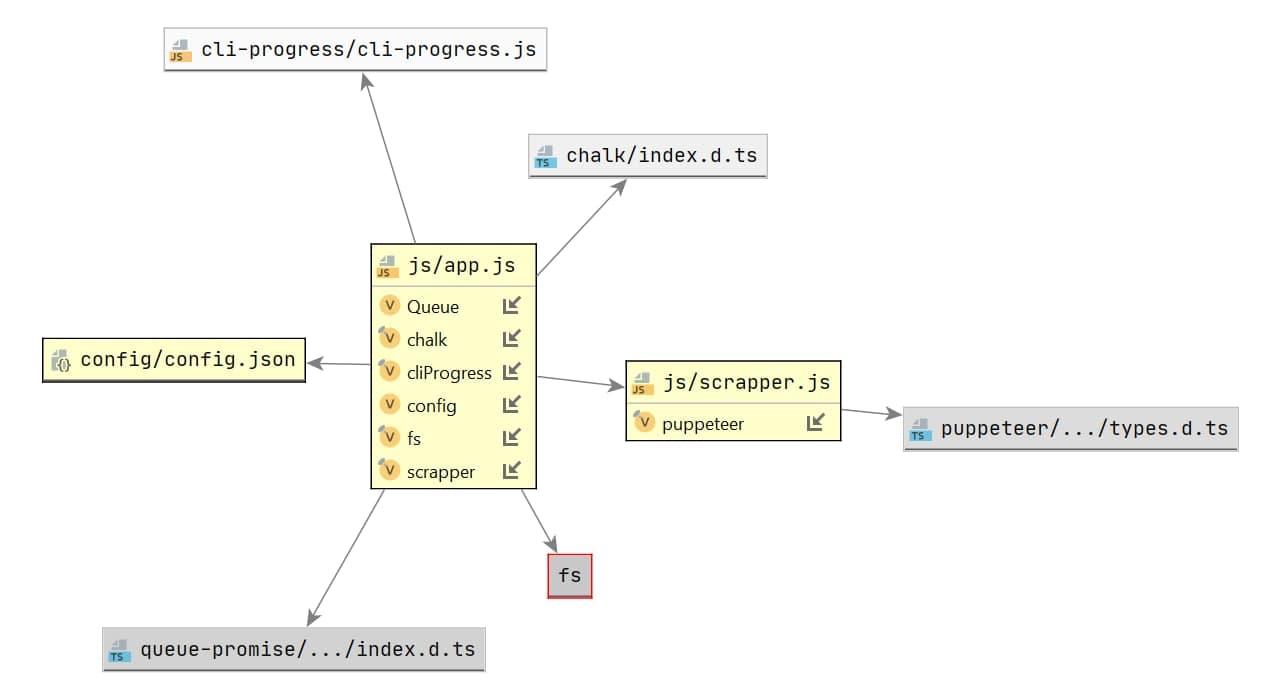 JS cli-progress/cli-progress.js
TS chalk/index.d.ts
JS js/app.js
V Queue
V chalk
V cliProgress
V config
V fs
V scrapper
{} config/config.json
JS js/scrapper.js
V puppeteer
TS puppeteer/.../types.d.ts
fs
TS queue-promise/.../index.d.ts